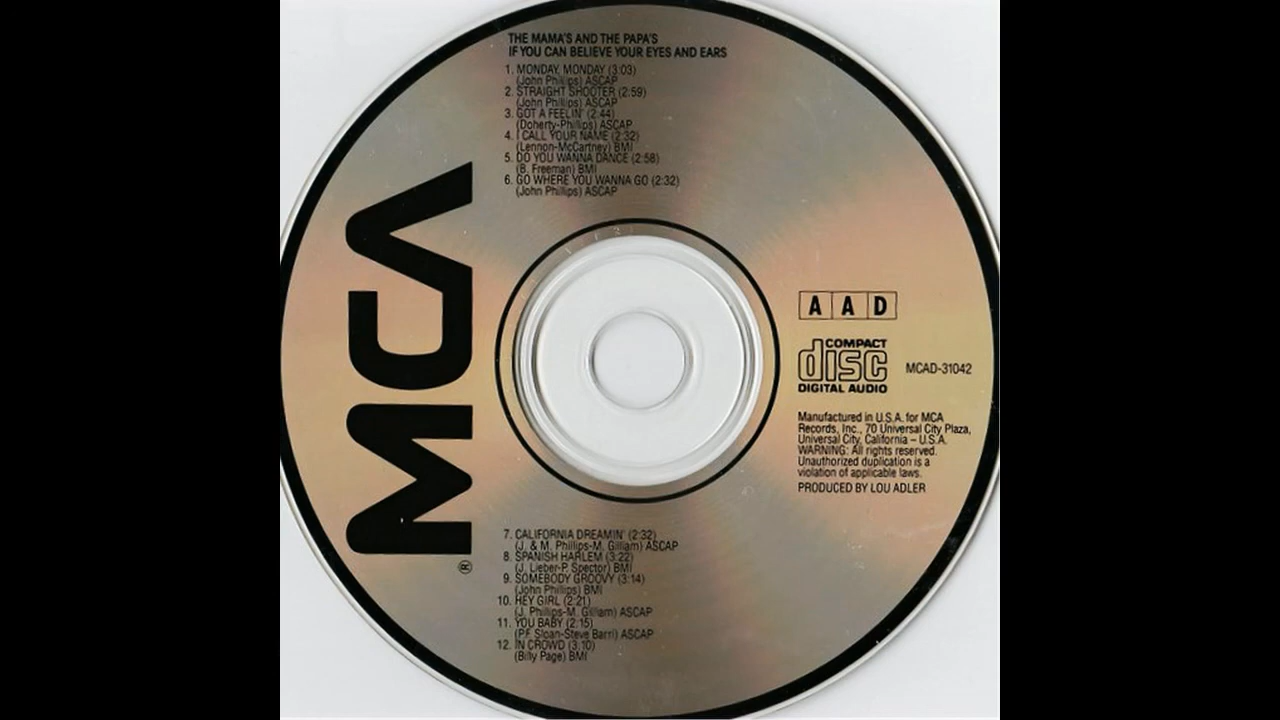 THE MAMA'S AND THE PAPA'S
IF YOU CAN BELIEVE YOUR EYES AND EARS
1. MONDAY, MONDAY (3:03)
(John Phillips) ASCAP
2. STRAIGHT SHOOTER (2:59)
(John Phillips) ASCAP
3. GOT A FEELIN' (2:44)
(Doherty-Phillips) ASCAP
4. I CALL YOUR NAME (2:32)
(Lennon-McCartney) BMI
5. DO YOU WANNA DANCE (2:58)
(B. Freeman) BMI
6. GO WHERE YOU WANNA GO (2:32)
(John Phillips) ASCAP
MCA
®
A A D
COMPACT
disc
DIGITAL AUDIO
MCAD-31042
Manufactured in U.S.A. for MCA
Records, Inc., 70 Universal City Plaza,
Universal City, California – U.S.A.
WARNING: All rights reserved.
Unauthorized duplication is a
violation of applicable laws.
PRODUCED BY LOU ADLER
7. CALIFORNIA DREAMIN' (2:32)
(J. & M. Phillips-M. Gilliam) ASCAP
8. SPANISH HARLEM (3:22)
(J. Lieber-P. Spector) BMI
9. SOMEBODY GROOVY (3:14)
(John Phillips) BMI
10. HEY GIRL (2:21)
(J. Phillips-M. Gilliam) ASCAP
11. YOU BABY (2:15)
(P.F. Sloan-Steve Barri) ASCAP
12. IN CROWD (3:10)
(Billy Page) BMI